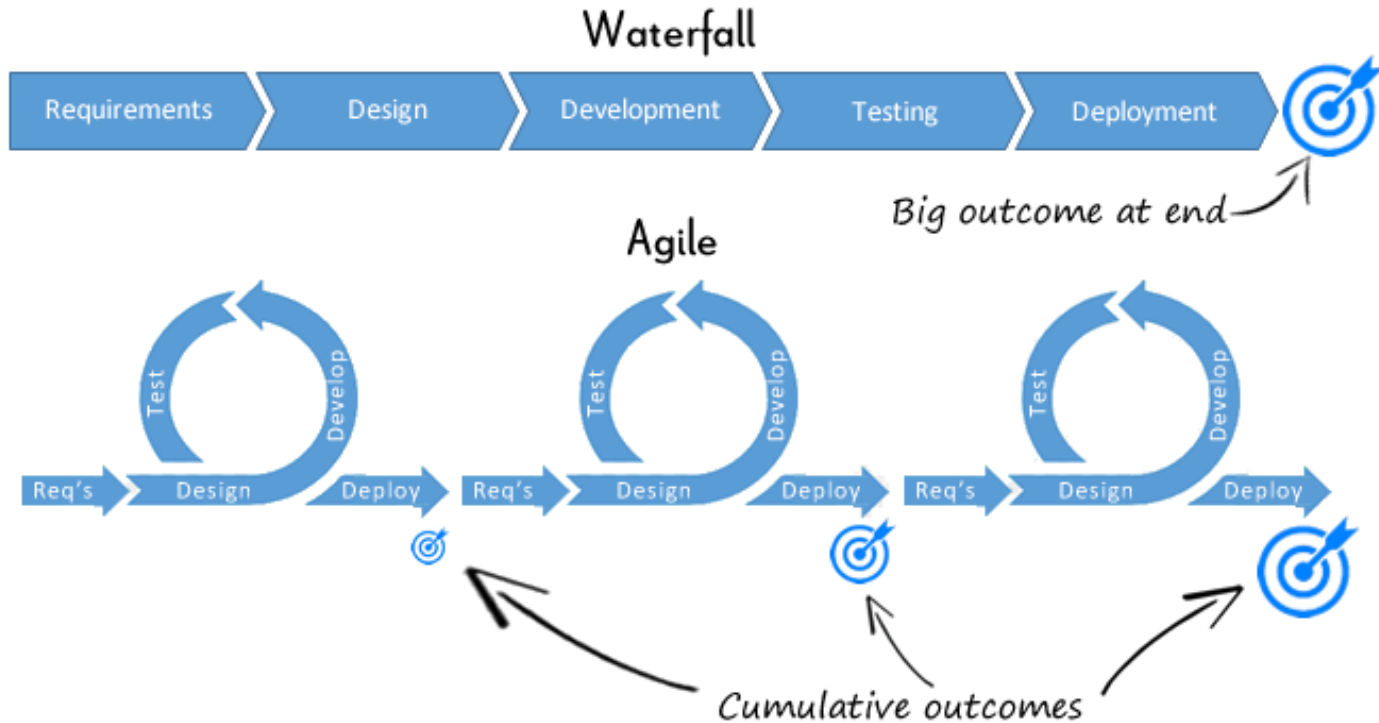 Waterfall
Requirements Design Development Testing Deployment
Big outcome at end
Agile
Test Develop Test Develop Test Develop
Req's Design Deploy Req's Design Deploy Req's Design Deploy
Cumulative outcomes